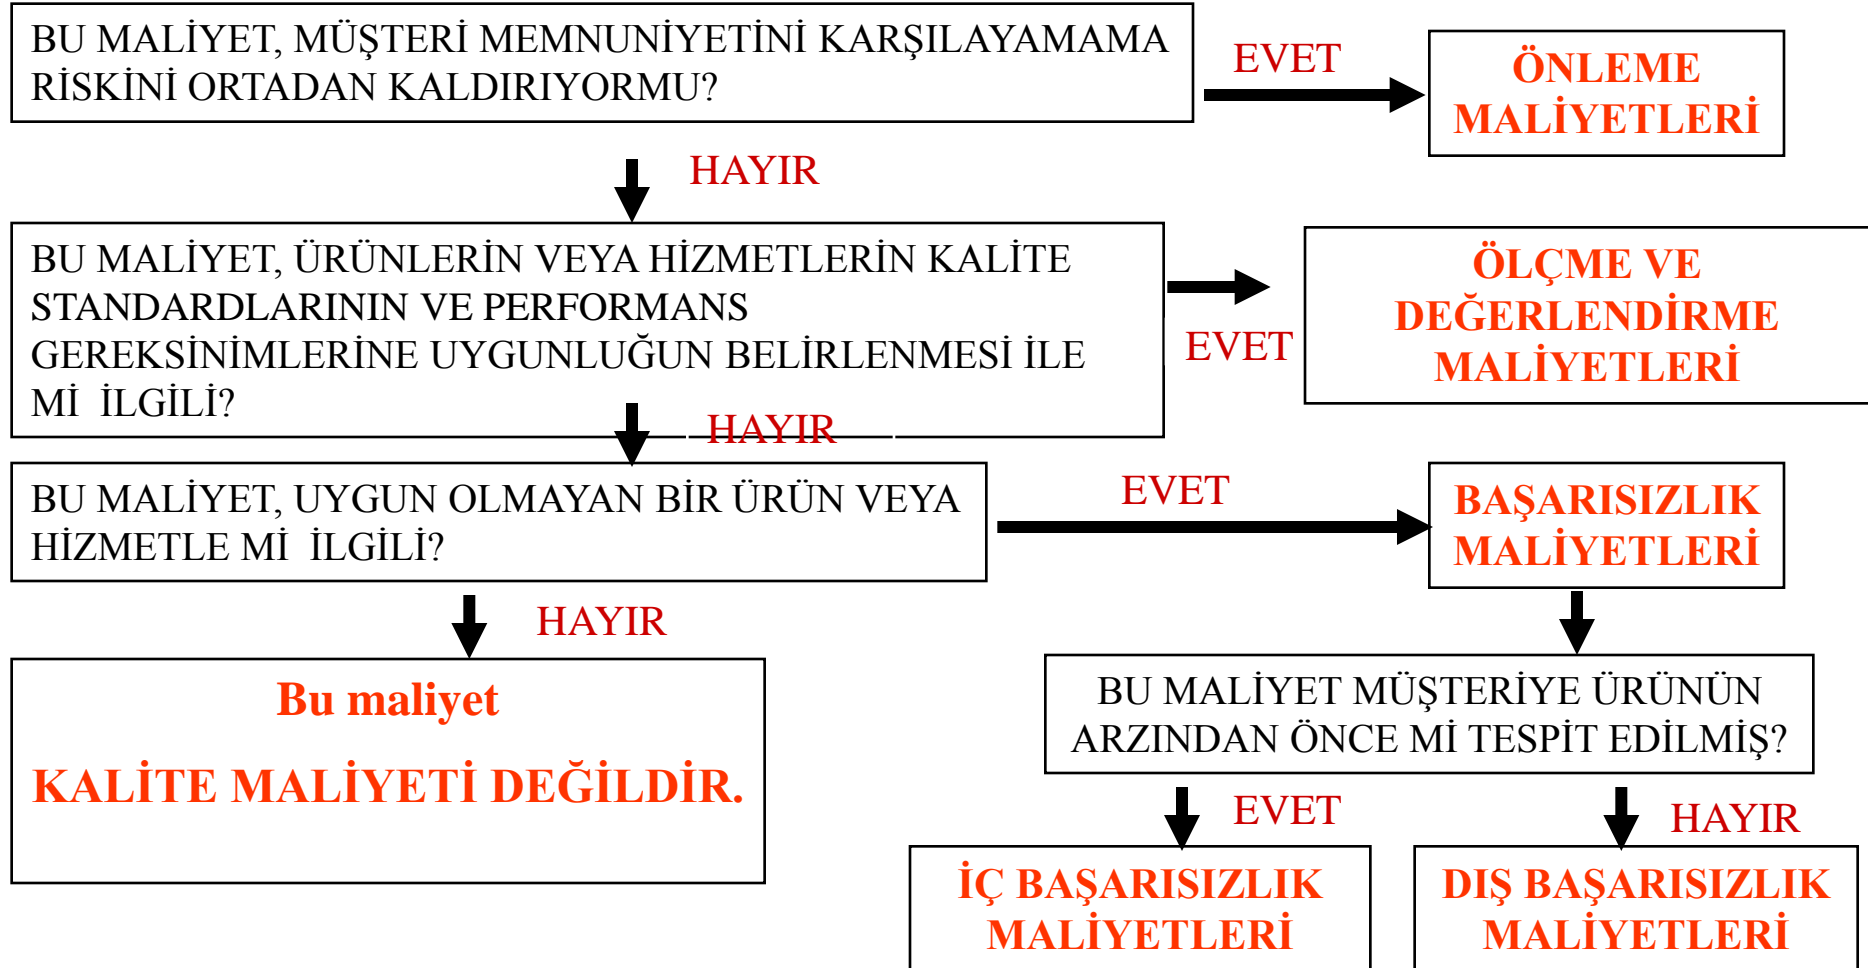 BU MALİYET, MÜŞTERİ MEMNUNİYETİNİ KARŞILAYAMAMA
RİSKİNİ ORTADAN KALDIRIYORMU?
EVET
ÖNLEME
MALİYETLERİ
HAYIR
BU MALİYET, ÜRÜNLERİN VEYA HİZMETLERİN KALİTE
STANDARDLARININ VE PERFORMANS
GEREKSİNİMLERİNE UYGUNLUĞUN BELİRLENMESİ İLE
Mİ İLGİLİ?
EVET
ÖLÇME VE
DEĞERLENDİRME
MALİYETLERİ
HAYIR
BU MALİYET, UYGUN OLMAYAN BİR ÜRÜN VEYA
HİZMETLE Mİ İLGİLİ?
EVET
BAŞARISIZLIK
MALİYETLERİ
HAYIR
Bu maliyet
KALİTE MALİYETİ DEĞİLDİR.
BU MALİYET MÜŞTERİYE ÜRÜNÜN
ARZINDAN ÖNCE Mİ TESPİT EDİLMİŞ?
EVET
HAYIR
İÇ BAŞARISIZLIK
MALİYETLERİ
DIŞ BAŞARISIZLIK
MALİYETLERİ